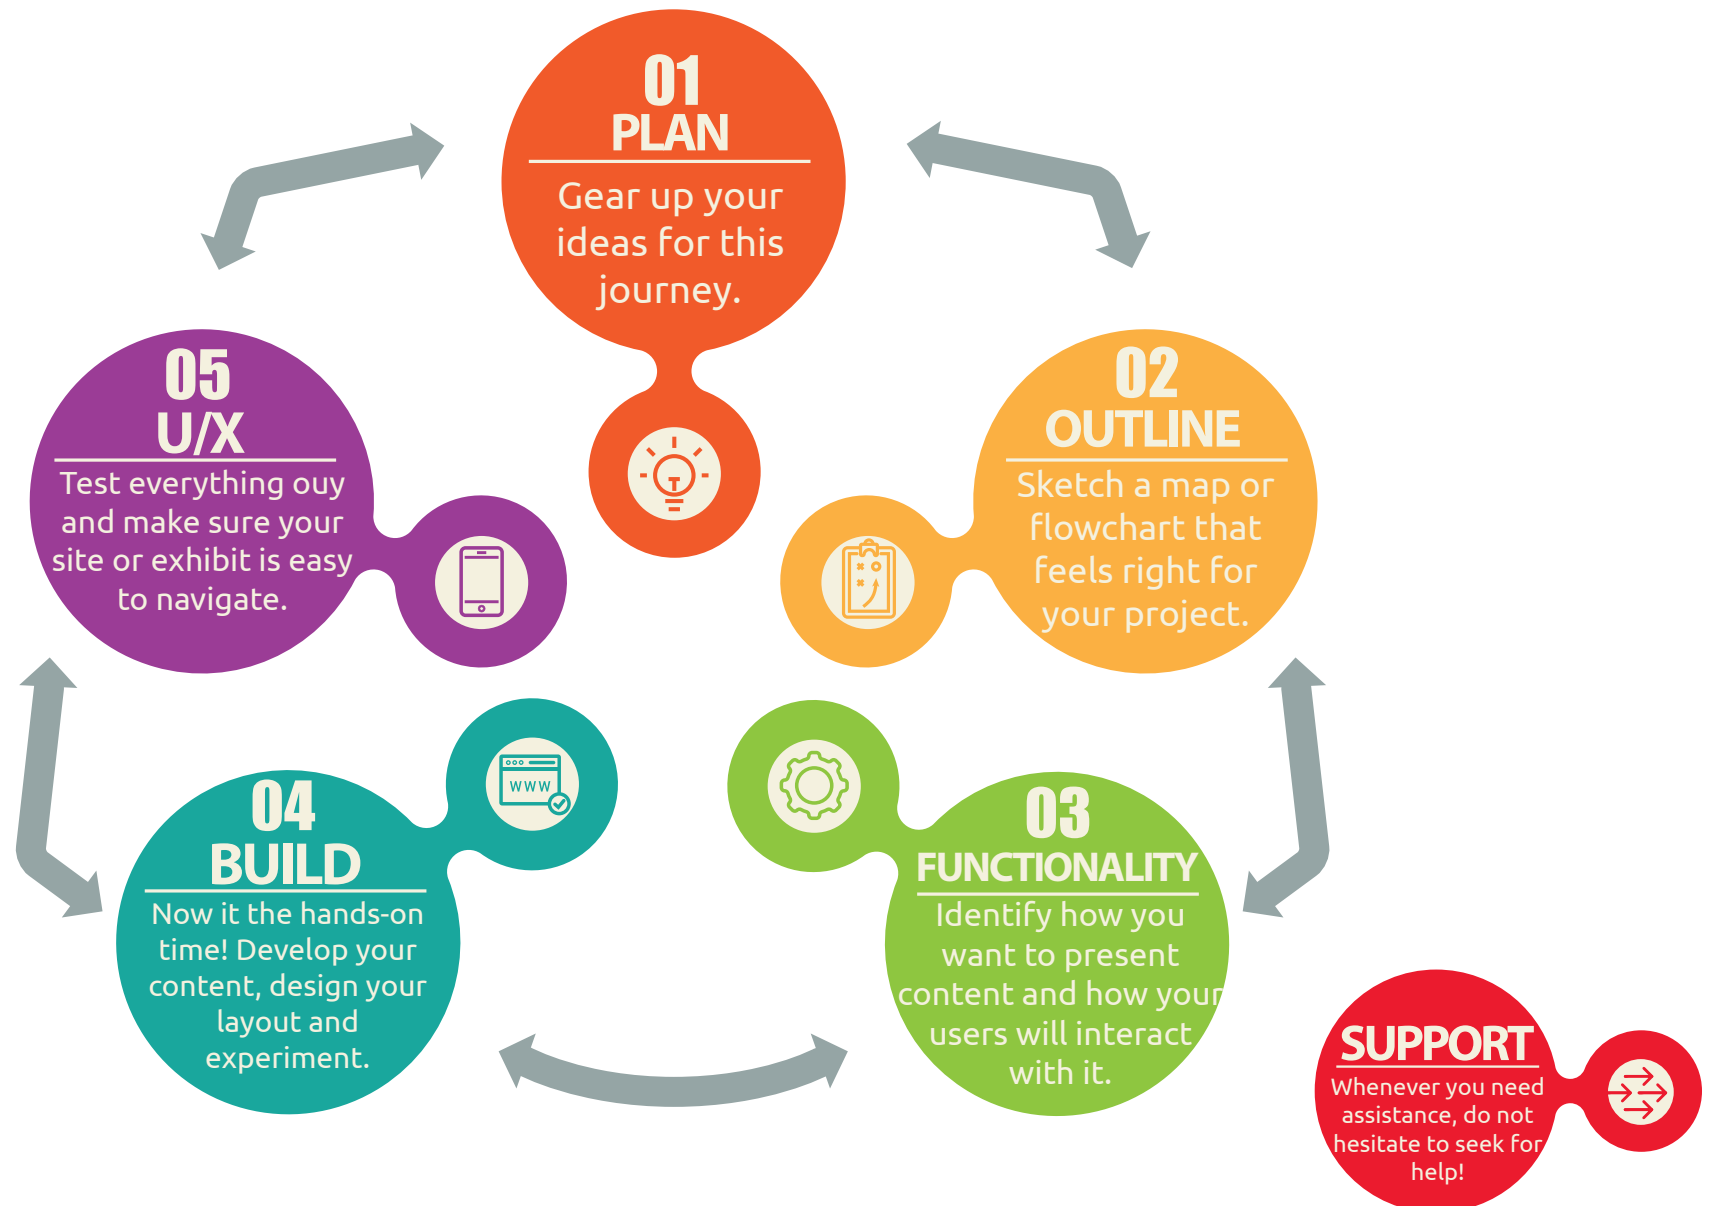 01
PLAN
Gear up your
ideas for this
journey.
02
OUTLINE
Sketch a map or
flowchart that
feels right for
your project.
03
FUNCTIONALITY
Identify how you
want to present
content and how your
users will interact
with it.
04
BUILD
Now it the hands-on
time! Develop your
content, design your
layout and
experiment.
WWW
05
U/X
Test everything ouy
and make sure your
site or exhibit is easy
to navigate.
SUPPORT
Whenever you need
assistance, do not
hesitate to seek for
help!